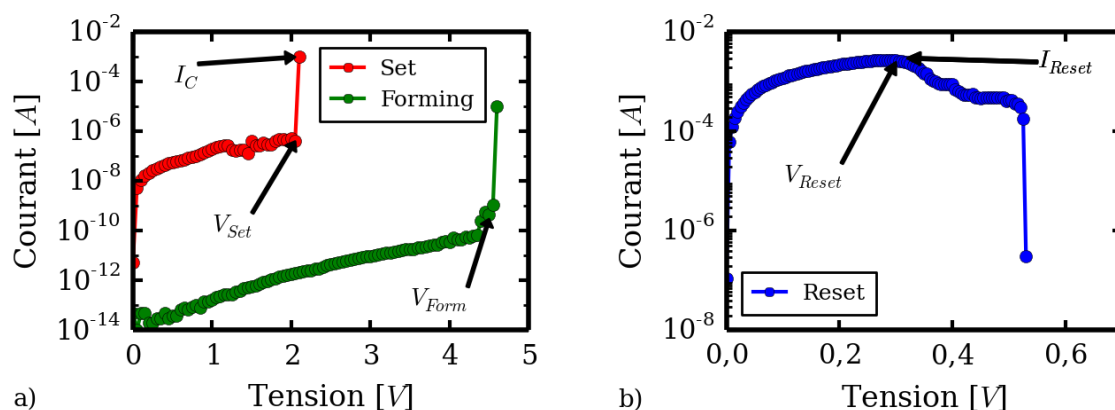 10^-2
10^-4
10^-6
10^-8
10^-10
10^-12
10^-14
Courant [A]
0 1 2 3 4 5
Tension [V]
I_C
V_Set
V_Form
Set
Forming
a)
10^-2
10^-4
10^-6
10^-8
Courant [A]
0,0 0,2 0,4 0,6
Tension [V]
I_Reset
V_Reset
Reset
b)